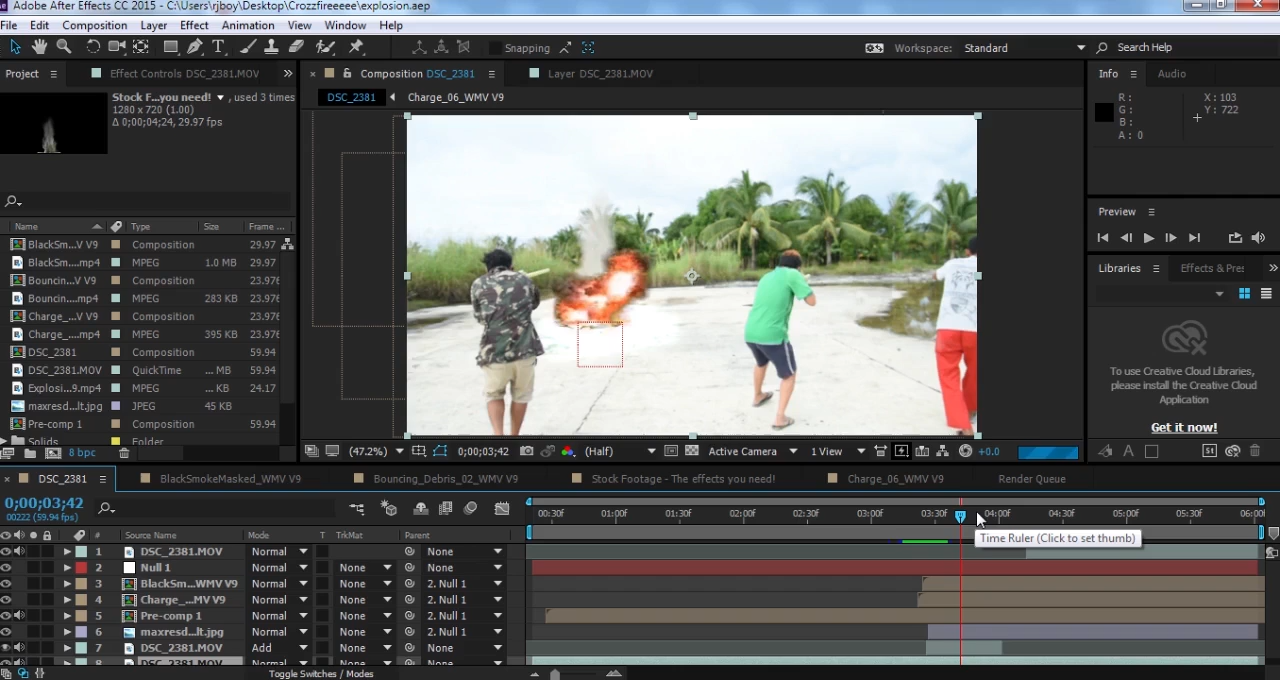 Adobe After Effects CC 2015 - C:\Users\rjboy\Desktop\Crozzfireeeee\explosion.aep
File Edit Composition Layer Effect Animation View Window Help
Snapping Workspace: Standard Search Help
Project Effect Controls DSC_2381.MOV Composition DSC_2381 Layer DSC_2381.MOV Info Audio
Stock F...you need! , used 3 times
1280 x 720 (1.00)
Δ 0;00;04;24, 29.97 fps
DSC_2381 Charge_06_WMV V9
R: X: 103
G: Y: 722
B:
A: 0
Preview
Libraries Effects & Pres
To use Creative Cloud Libraries,
please install the Creative Cloud
Application
Get it now!
Name Type Size Frame ...
BlackSm...V V9 Composition 29.97
BlackSm....mp4 MPEG 1.0 MB 29.97
Bouncin...V V9 Composition 23.976
Bouncin....mp4 MPEG 283 KB 23.976
Charge_...V V9 Composition 23.976
Charge_....mp4 MPEG 395 KB 23.976
DSC_2381 Composition 59.94
DSC_2381.MOV QuickTime ... MB 59.94
Explosi...9.mp4 MPEG ... KB 24.17
maxresd...lt.jpg JPEG 45 KB
Pre-comp 1 Composition 59.94
Solids Folder
8 bpc
(47.2%) 0;00;03;42 (Half) Active Camera 1 View +0.0
DSC_2381 BlackSmokeMasked_WMV V9 Bouncing_Debris_02_WMV V9 Stock Footage - The effects you need! Charge_06_WMV V9 Render Queue
0;00;03;42
00222 (59.94 fps)
00:30f 01:00f 01:30f 02:00f 02:30f 03:00f 03:30f 04:00f 04:30f 05:00f 05:30f 06:00f
Time Ruler (Click to set thumb)
# Source Name Mode T TrkMat Parent
1 DSC_2381.MOV Normal None
2 Null 1 Normal None None
3 BlackSm...WMV V9 Normal None 2. Null 1
4 Charge_...MV V9 Normal None 2. Null 1
5 Pre-comp 1 Normal None 2. Null 1
6 maxresd...lt.jpg Normal None 2. Null 1
7 DSC_2381.MOV Add None None
8 DSC_2381.MOV Normal None None
Toggle Switches / Modes